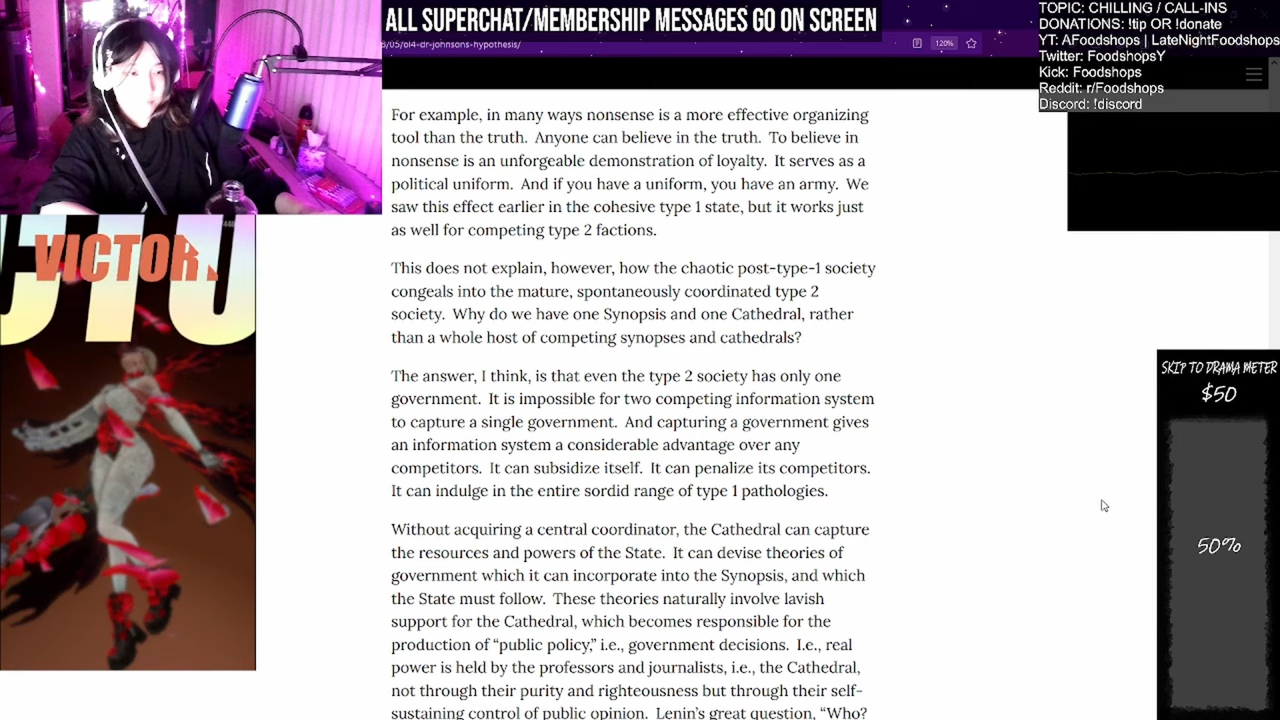 ALL SUPERCHAT/MEMBERSHIP MESSAGES GO ON SCREEN
/05/ol4-dr-johnsons-hypothesis/
120%
TOPIC: CHILLING / CALL-INS
DONATIONS: !tip OR !donate
YT: AFoodshops | LateNightFoodshops
Twitter: FoodshopsY
Kick: Foodshops
Reddit: r/Foodshops
Discord: !discord
For example, in many ways nonsense is a more effective organizing
tool than the truth. Anyone can believe in the truth. To believe in
nonsense is an unforgeable demonstration of loyalty. It serves as a
political uniform. And if you have a uniform, you have an army. We
saw this effect earlier in the cohesive type 1 state, but it works just
as well for competing type 2 factions.
This does not explain, however, how the chaotic post-type-1 society
congeals into the mature, spontaneously coordinated type 2
society. Why do we have one Synopsis and one Cathedral, rather
than a whole host of competing synopses and cathedrals?
The answer, I think, is that even the type 2 society has only one
government. It is impossible for two competing information system
to capture a single government. And capturing a government gives
an information system a considerable advantage over any
competitors. It can subsidize itself. It can penalize its competitors.
It can indulge in the entire sordid range of type 1 pathologies.
Without acquiring a central coordinator, the Cathedral can capture
the resources and powers of the State. It can devise theories of
government which it can incorporate into the Synopsis, and which
the State must follow. These theories naturally involve lavish
support for the Cathedral, which becomes responsible for the
production of “public policy,” i.e., government decisions. I.e., real
power is held by the professors and journalists, i.e., the Cathedral,
not through their purity and righteousness but through their self-
sustaining control of public opinion. Lenin’s great question, “Who?
VICTOR
SKIP TO DRAMA METER
$50
50%